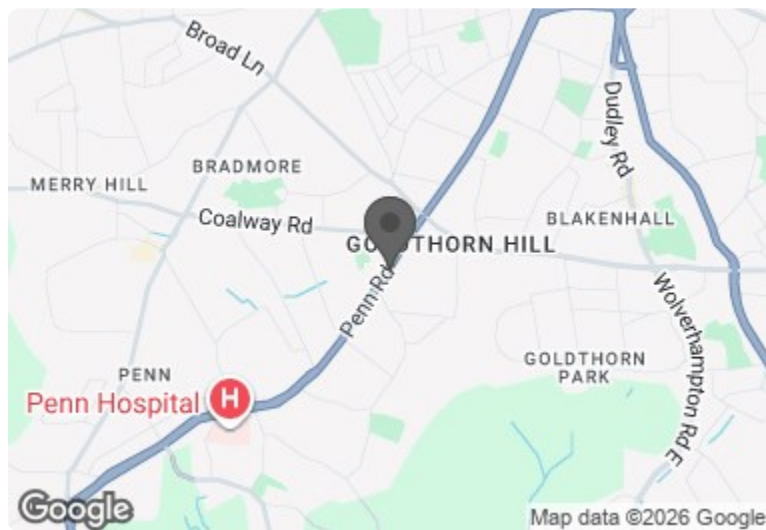 Broad Ln
Dudley Rd
BRADMORE
MERRY HILL
Coalway Rd
BLAKENHALL
GOLDTHORN HILL
Penn Rd
Wolverhampton Rd E
GOLDTHORN
PARK
PENN
Penn Hospital
H
Google
Map data ©2026 Google